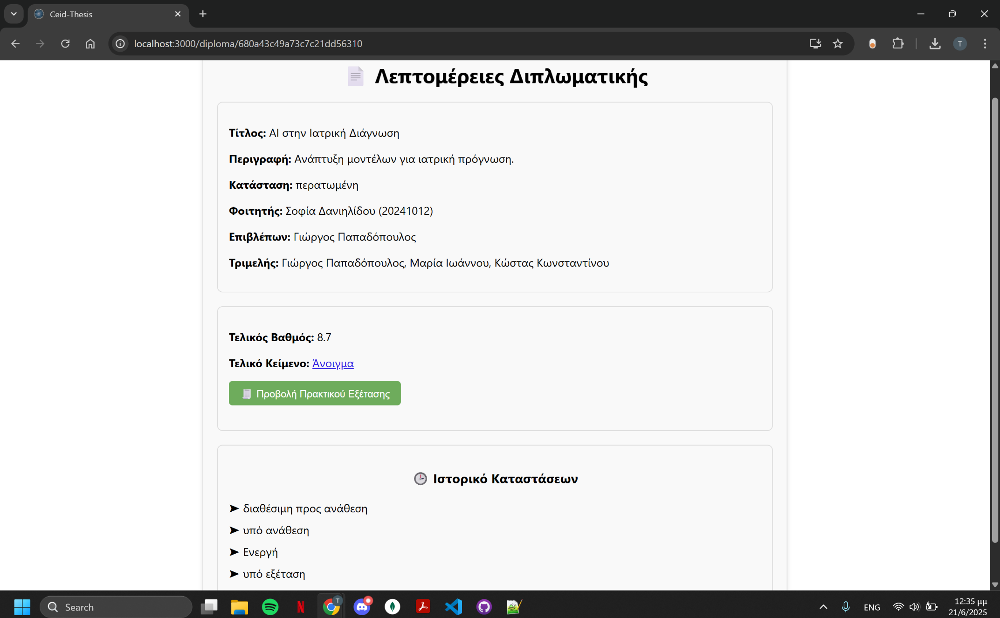 Ceid-Thesis
localhost:3000/diploma/680a43c49a73c7c21dd56310
T
Λεπτομέρειες Διπλωματικής
Τίτλος: AI στην Ιατρική Διάγνωση
Περιγραφή: Ανάπτυξη μοντέλων για ιατρική πρόγνωση.
Κατάσταση: περατωμένη
Φοιτητής: Σοφία Δανιηλίδου (20241012)
Επιβλέπων: Γιώργος Παπαδόπουλος
Τριμελής: Γιώργος Παπαδόπουλος, Μαρία Ιωάννου, Κώστας Κωνσταντίνου
Τελικός Βαθμός: 8.7
Τελικό Κείμενο: Άνοιγμα
Προβολή Πρακτικού Εξέτασης
Ιστορικό Καταστάσεων
➤ διαθέσιμη προς ανάθεση
➤ υπό ανάθεση
➤ Ενεργή
➤ υπό εξέταση
Search
N
T
ENG
12:35 μμ
21/6/2025